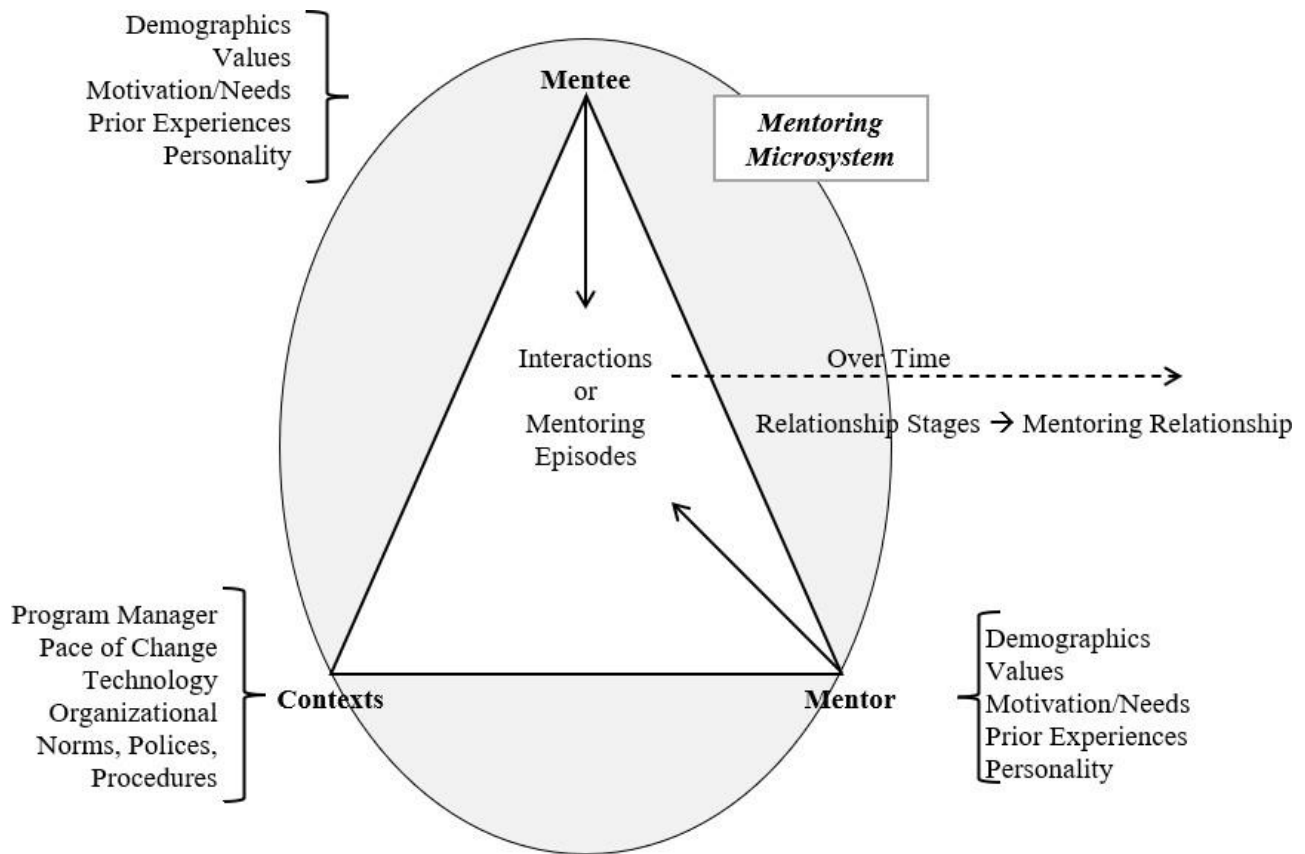 Demographics
Values
Motivation/Needs
Prior Experiences
Personality
Mentee
Mentoring
Microsystem
Interactions
or
Mentoring
Episodes
Over Time
Relationship Stages → Mentoring Relationship
Program Manager
Pace of Change
Technology
Organizational
Norms, Polices,
Procedures
Contexts
Mentor
Demographics
Values
Motivation/Needs
Prior Experiences
Personality